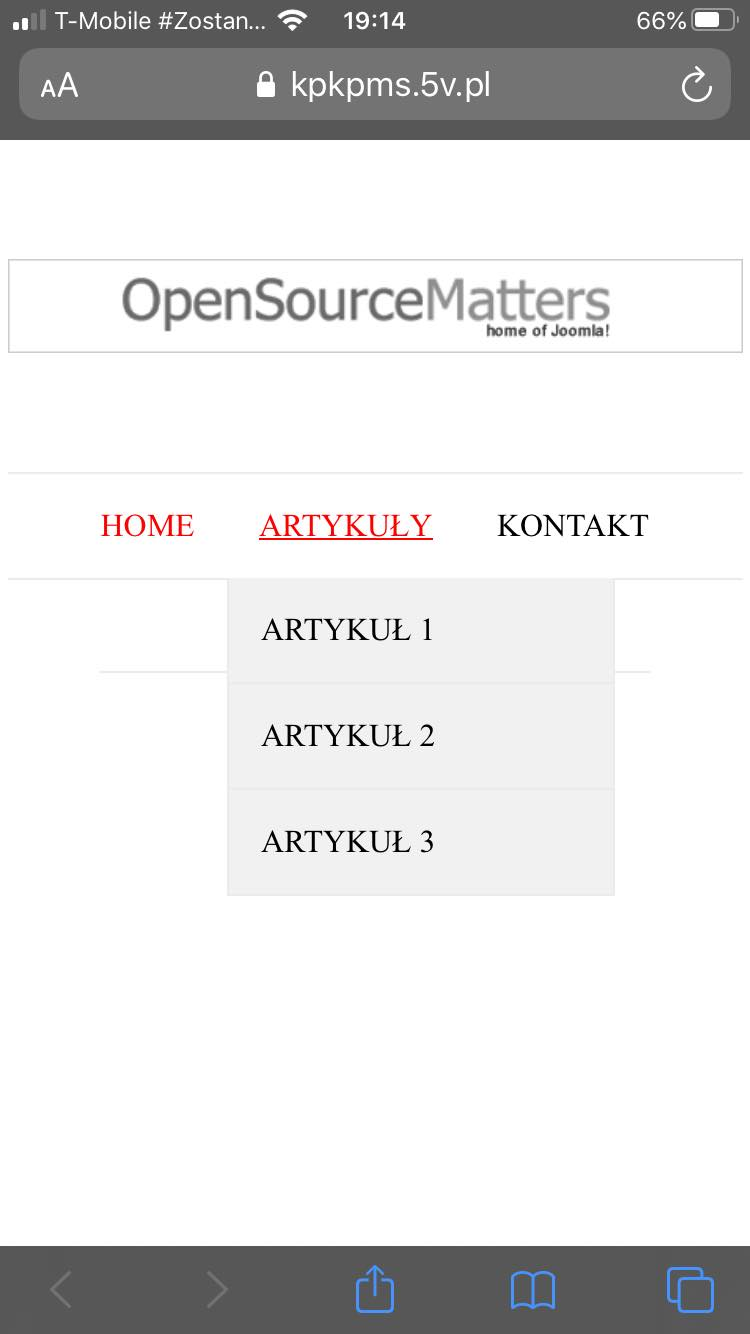 T-Mobile #Zostan... 19:14 66%
AA kpkpms.5v.pl
OpenSourceMatters
home of Joomla!
HOME ARTYKUŁY KONTAKT
ARTYKUŁ 1
ARTYKUŁ 2
ARTYKUŁ 3